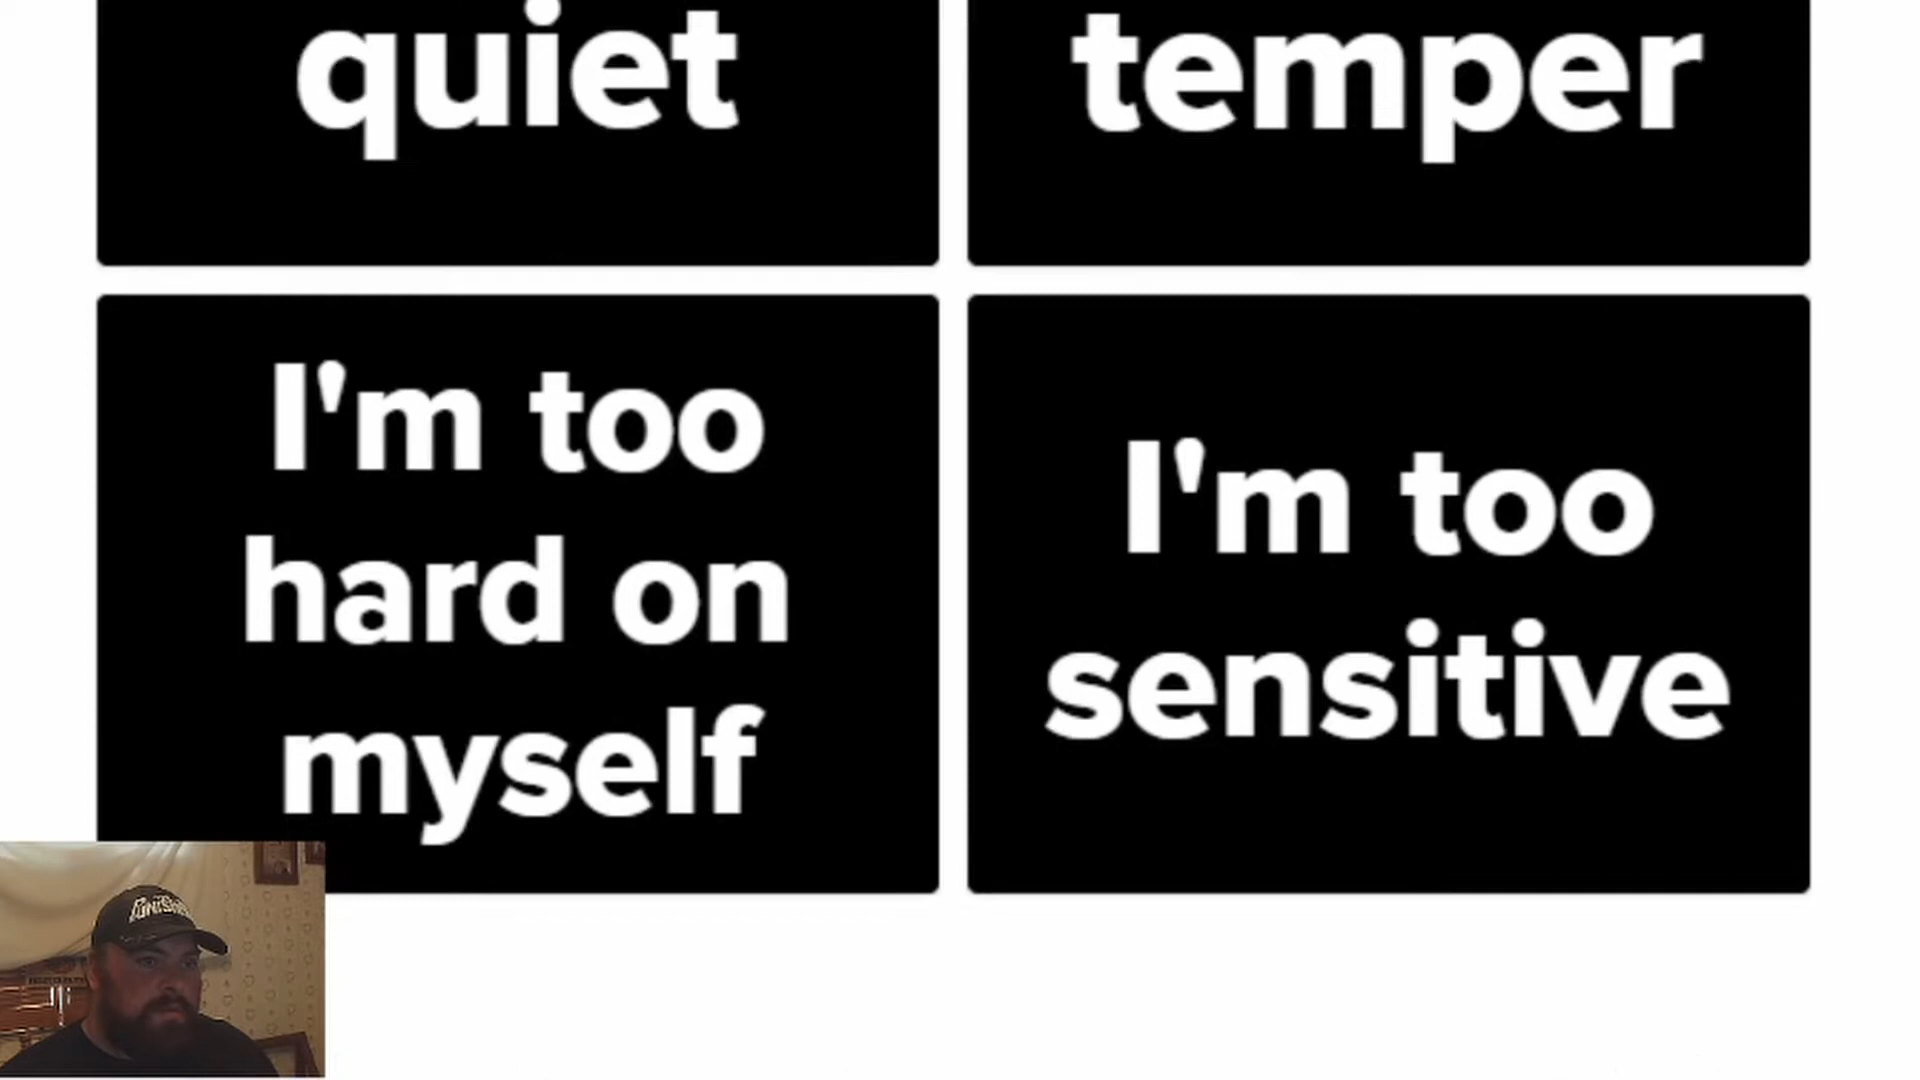 quiet
temper
I'm too
hard on
myself
I'm too
sensitive